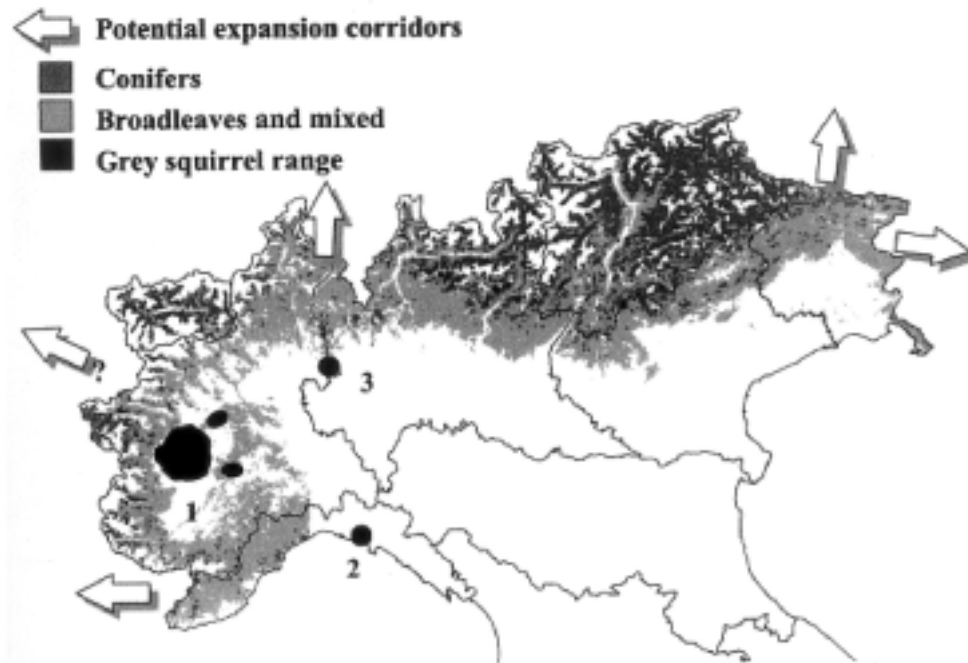 Potential expansion corridors
Conifers
Broadleaves and mixed
Grey squirrel range
?
3
1
2